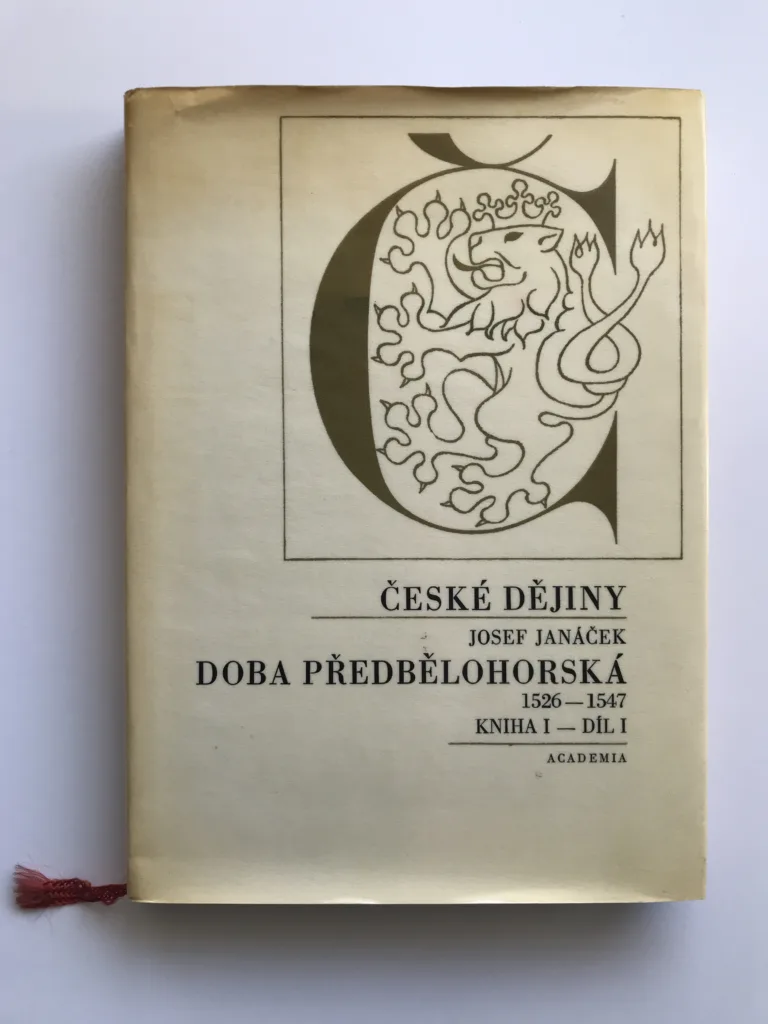 Č
ČESKÉ DĚJINY
JOSEF JANÁČEK
DOBA PŘEDBĚLOHORSKÁ
1526—1547
KNIHA I — DÍL I
ACADEMIA